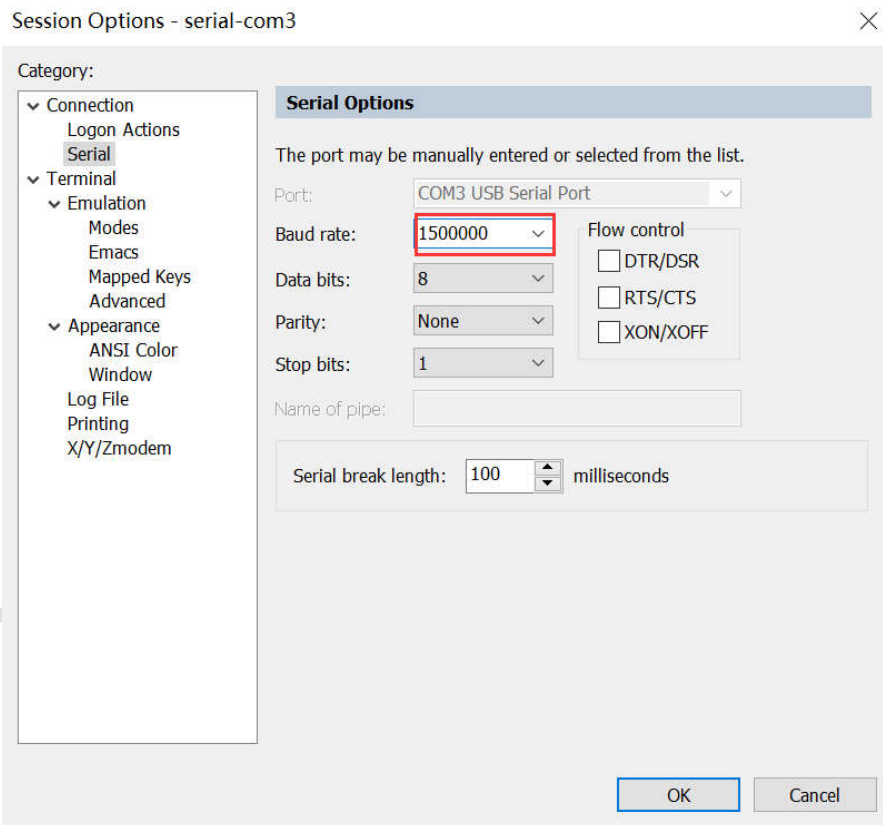 Session Options - serial-com3
Category:
Connection
Logon Actions
Serial
Terminal
Emulation
Modes
Emacs
Mapped Keys
Advanced
Appearance
ANSI Color
Window
Log File
Printing
X/Y/Zmodem
Serial Options
The port may be manually entered or selected from the list.
Port: COM3 USB Serial Port
Baud rate: 1500000
Data bits: 8
Parity: None
Stop bits: 1
Name of pipe:
Flow control
DTR/DSR
RTS/CTS
XON/XOFF
Serial break length: 100 milliseconds
OK Cancel